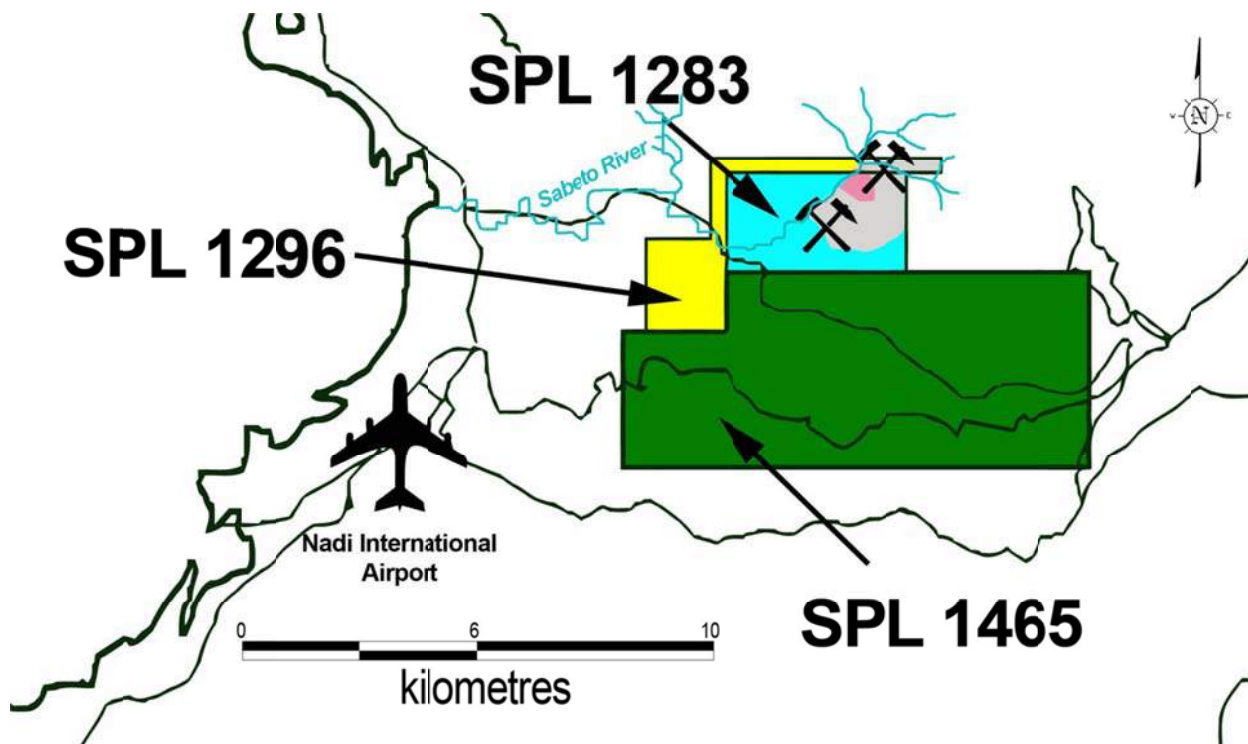 SPL 1283
N
W
E
Sabeto River
SPL 1296
Nadi International
Airport
SPL 1465
0 6 10
kilometres